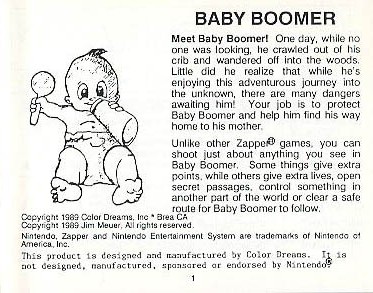 BABY BOOMER
Meet Baby Boomer! One day, while no
one was looking, he crawled out of his
crib and wandered off into the woods.
Little did he realize that while he's
enjoying this adventurous journey into
the unknown, there are many dangers
awaiting him! Your job is to protect
Baby Boomer and help him find his way
home to his mother.
Unlike other Zapper® games, you can
shoot just about anything you see in
Baby Boomer. Some things give extra
points, while others give extra lives, open
secret passages, control something in
another part of the world or clear a safe
route for Baby Boomer to follow.
Copyright 1989 Color Dreams, Inc * Brea CA
Copyright 1989 Jim Meuer, All rights reserved.
Nintendo, Zapper and Nintendo Entertainment System are trademarks of Nintendo of
America, Inc.
This product is designed and manufactured by Color Dreams. It is
not designed, manufactured, sponsored or endorsed by Nintendo®
1